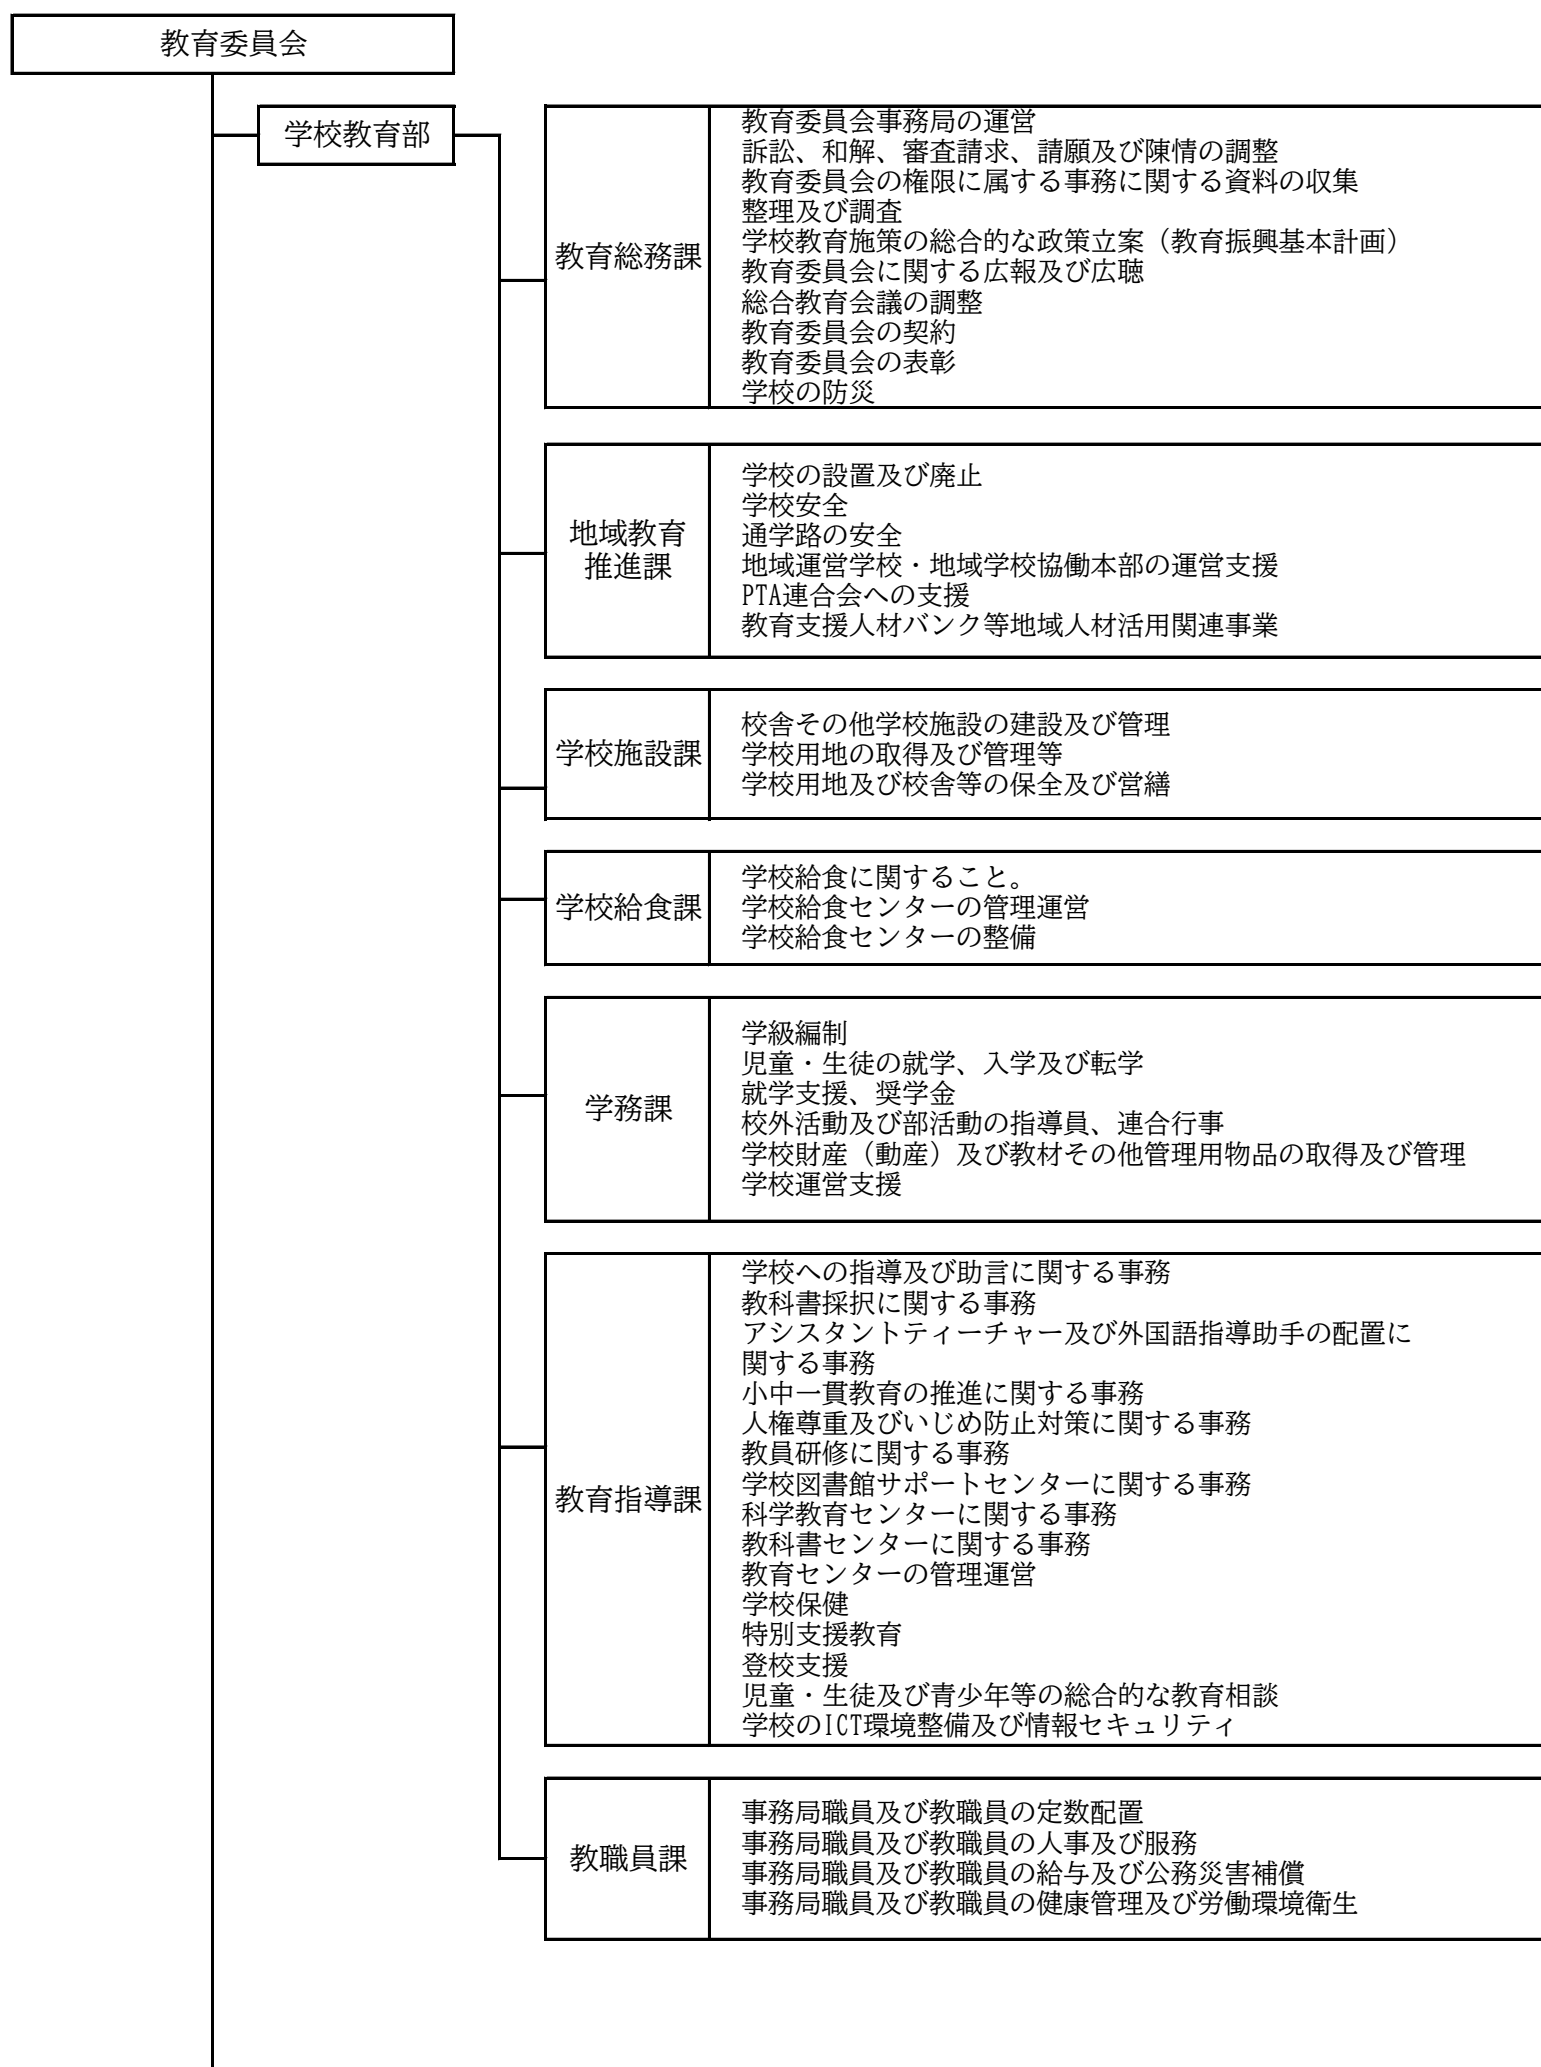 教育委員会
学校教育部
教育総務課
教育委員会事務局の運営
訴訟、和解、審査請求、請願及び陳情の調整
教育委員会の権限に属する事務に関する資料の収集
整理及び調査
学校教育施策の総合的な政策立案（教育振興基本計画）
教育委員会に関する広報及び広聴
総合教育会議の調整
教育委員会の契約
教育委員会の表彰
学校の防災
地域教育
推進課
学校の設置及び廃止
学校安全
通学路の安全
地域運営学校・地域学校協働本部の運営支援
PTA連合会への支援
教育支援人材バンク等地域人材活用関連事業
学校施設課
校舎その他学校施設の建設及び管理
学校用地の取得及び管理等
学校用地及び校舎等の保全及び営繕
学校給食課
学校給食に関すること。
学校給食センターの管理運営
学校給食センターの整備
学務課
学級編制
児童・生徒の就学、入学及び転学
就学支援、奨学金
校外活動及び部活動の指導員、連合行事
学校財産（動産）及び教材その他管理用物品の取得及び管理
学校運営支援
教育指導課
学校への指導及び助言に関する事務
教科書採択に関する事務
アシスタントティーチャー及び外国語指導助手の配置に
関する事務
小中一貫教育の推進に関する事務
人権尊重及びいじめ防止対策に関する事務
教員研修に関する事務
学校図書館サポートセンターに関する事務
科学教育センターに関する事務
教科書センターに関する事務
教育センターの管理運営
学校保健
特別支援教育
登校支援
児童・生徒及び青少年等の総合的な教育相談
学校のICT環境整備及び情報セキュリティ
教職員課
事務局職員及び教職員の定数配置
事務局職員及び教職員の人事及び服務
事務局職員及び教職員の給与及び公務災害補償
事務局職員及び教職員の健康管理及び労働環境衛生